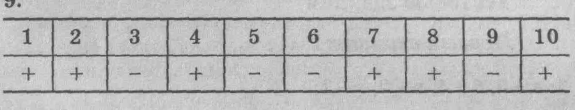 9.
1 2 3 4 5 6 7 8 9 10
+ + − + − − + + − +